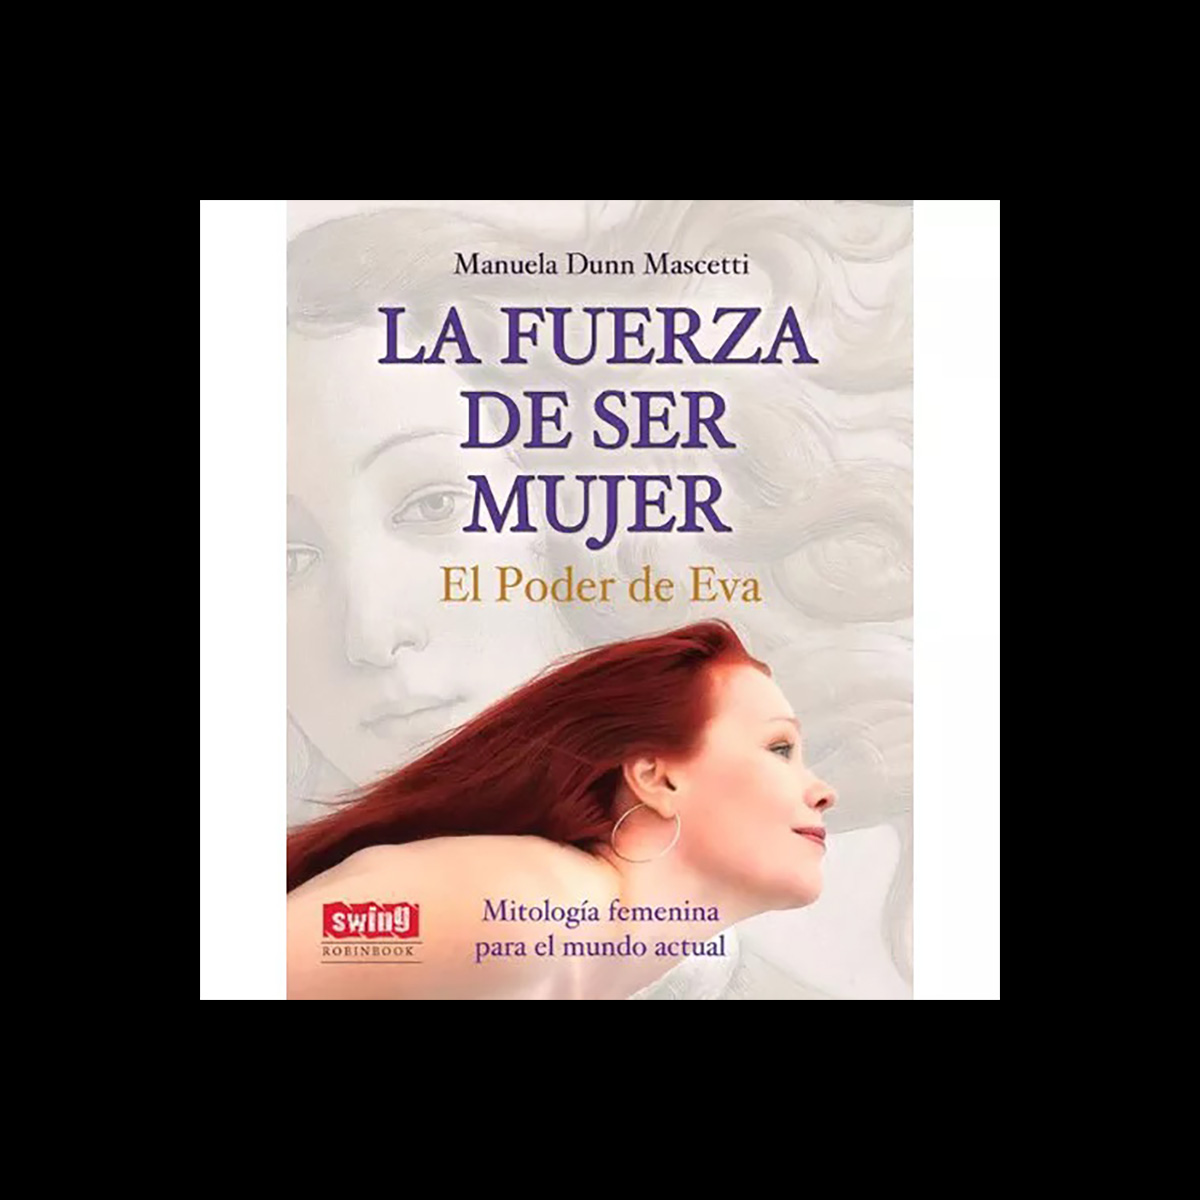 Manuela Dunn Mascetti
LA FUERZA
DE SER
MUJER
El Poder de Eva
swing
ROBINBOOK
Mitología femenina
para el mundo actual